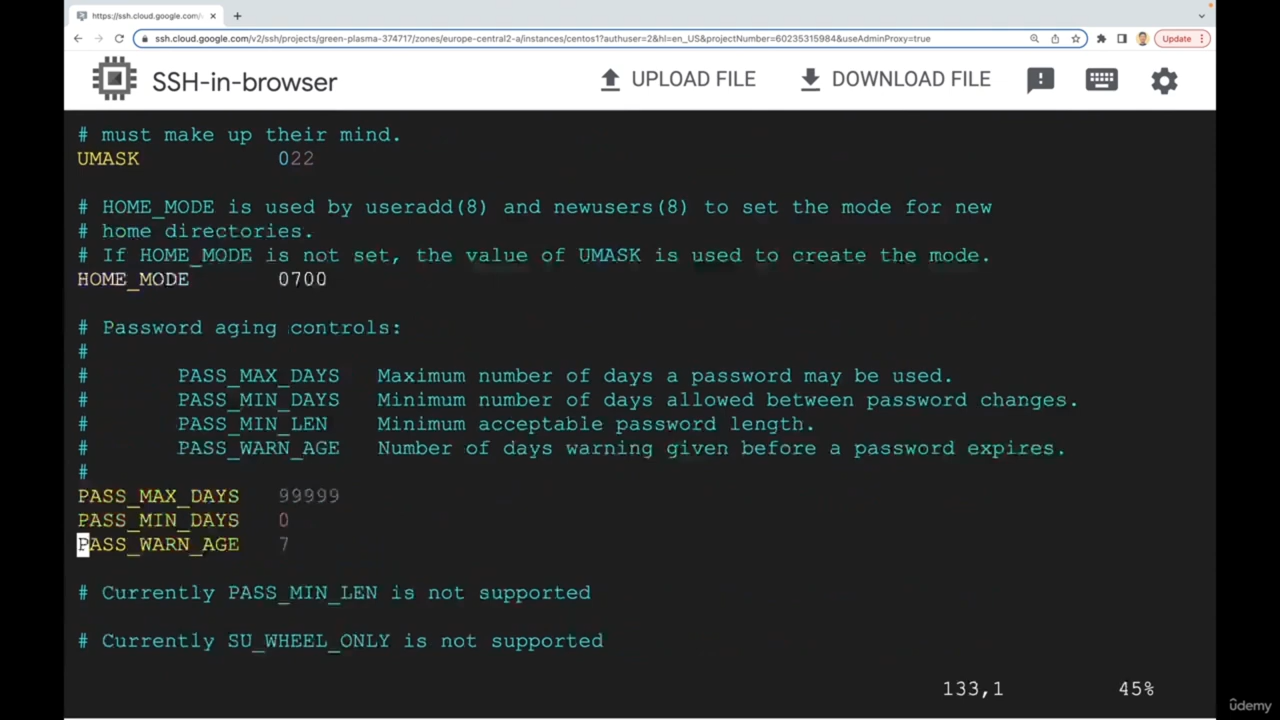 https://ssh.cloud.google.com/v
ssh.cloud.google.com/v2/ssh/projects/green-plasma-374717/zones/europe-central2-a/instances/centos1?authuser=2&hl=en_US&projectNumber=60235315984&useAdminProxy=true
Update
SSH-in-browser
UPLOAD FILE
DOWNLOAD FILE
# must make up their mind.
UMASK 022
# HOME_MODE is used by useradd(8) and newusers(8) to set the mode for new
# home directories.
# If HOME_MODE is not set, the value of UMASK is used to create the mode.
HOME_MODE 0700
# Password aging controls:
#
# PASS_MAX_DAYS Maximum number of days a password may be used.
# PASS_MIN_DAYS Minimum number of days allowed between password changes.
# PASS_MIN_LEN Minimum acceptable password length.
# PASS_WARN_AGE Number of days warning given before a password expires.
#
PASS_MAX_DAYS 99999
PASS_MIN_DAYS 0
PASS_WARN_AGE 7
# Currently PASS_MIN_LEN is not supported
# Currently SU_WHEEL_ONLY is not supported
133,1 45%
ûdemy